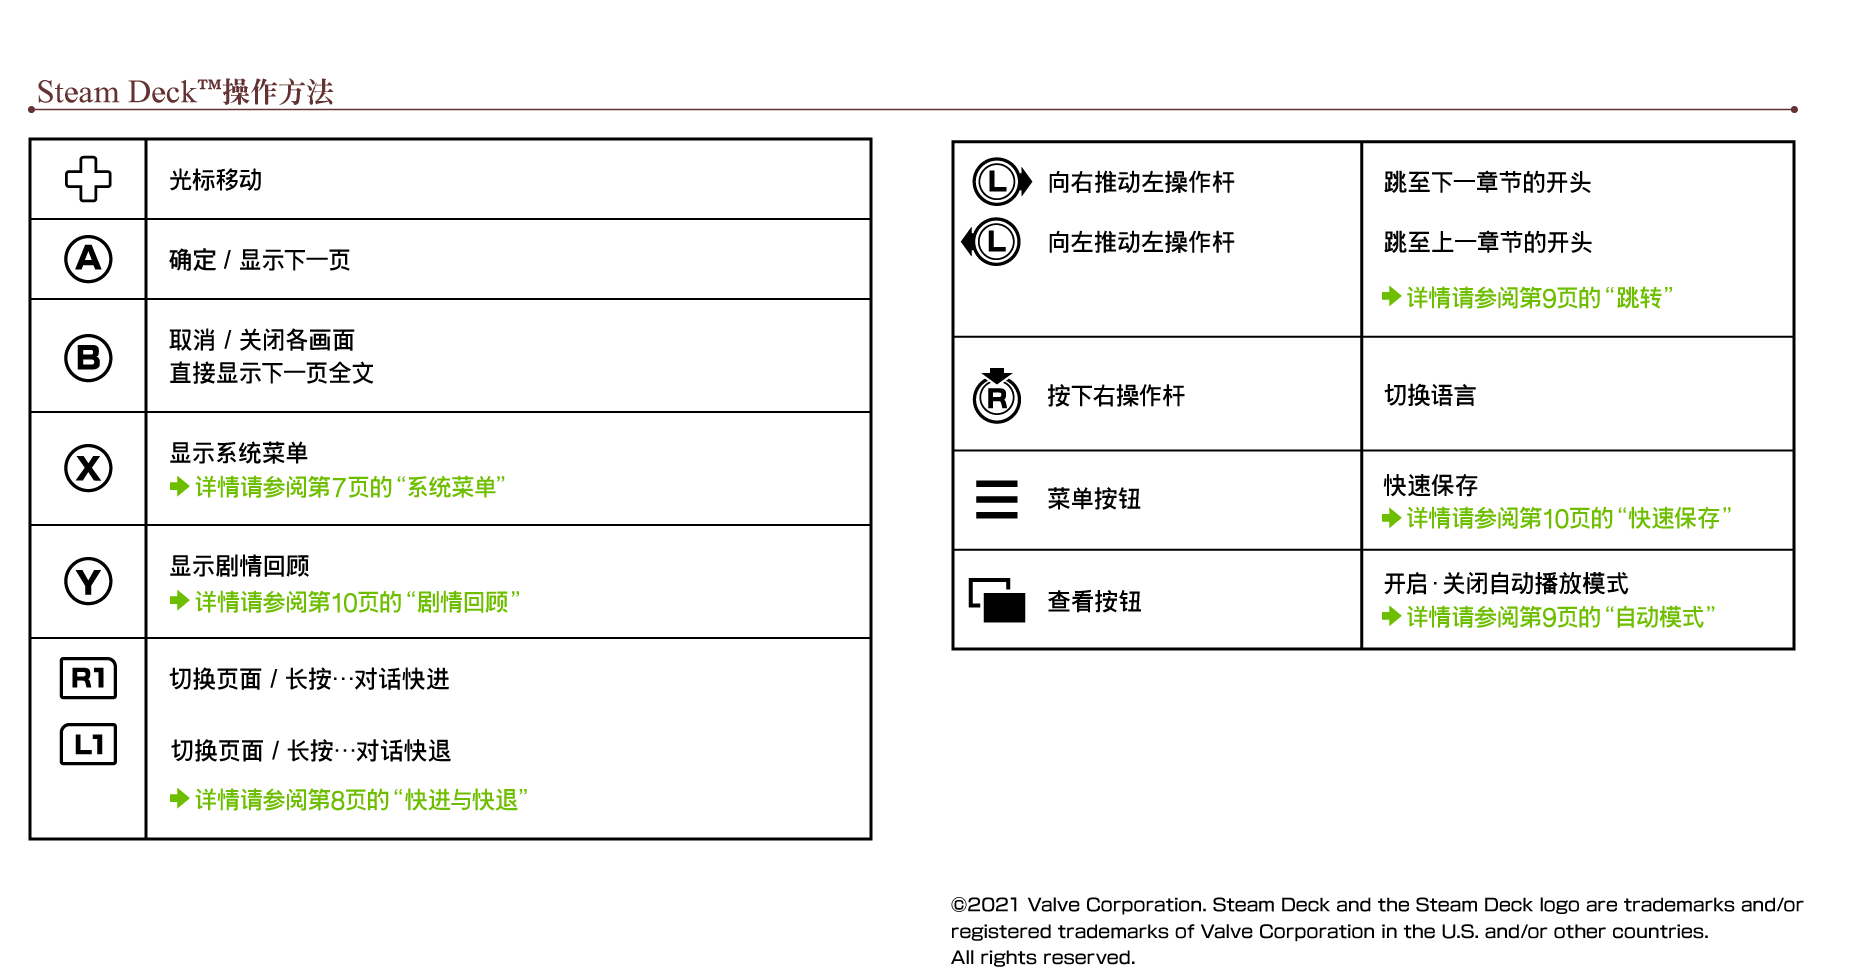 Steam Deck™操作方法
光标移动
A
确定 / 显示下一页
B
取消 / 关闭各画面
直接显示下一页全文
X
显示系统菜单
详情请参阅第7页的“系统菜单”
Y
显示剧情回顾
详情请参阅第10页的“剧情回顾”
R1
切换页面 / 长按…对话快进
L1
切换页面 / 长按…对话快退
详情请参阅第8页的“快进与快退”
L 向右推动左操作杆 跳至下一章节的开头
L 向左推动左操作杆 跳至上一章节的开头
详情请参阅第9页的“跳转”
R 按下右操作杆 切换语言
菜单按钮 快速保存
详情请参阅第10页的“快速保存”
查看按钮 开启·关闭自动播放模式
详情请参阅第9页的“自动模式”
©2021 Valve Corporation. Steam Deck and the Steam Deck logo are trademarks and/or
registered trademarks of Valve Corporation in the U.S. and/or other countries.
All rights reserved.